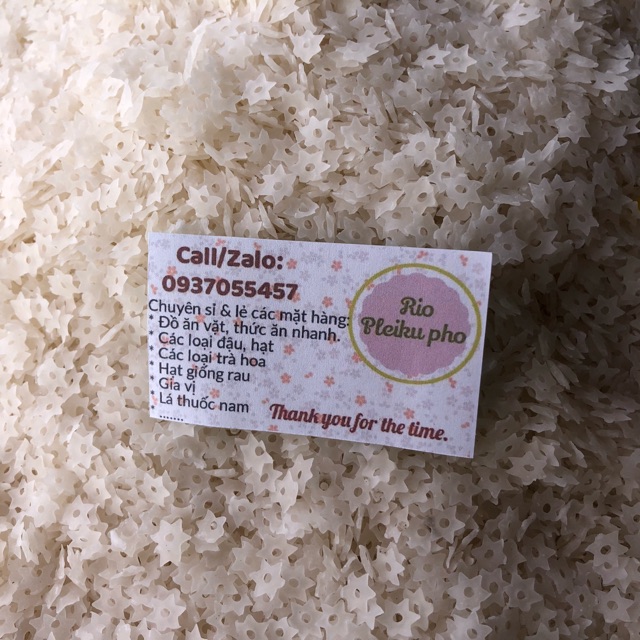 Call/Zalo:
0937055457
Chuyên sỉ & lẻ các mặt hàng:
* Đồ ăn vặt, thức ăn nhanh.
* Các loại đậu, hạt
* Các loại trà hoa
* Hạt giống rau
* Gia vị
* Lá thuốc nam
........
Rio
Pleiku pho
Thank you for the time.